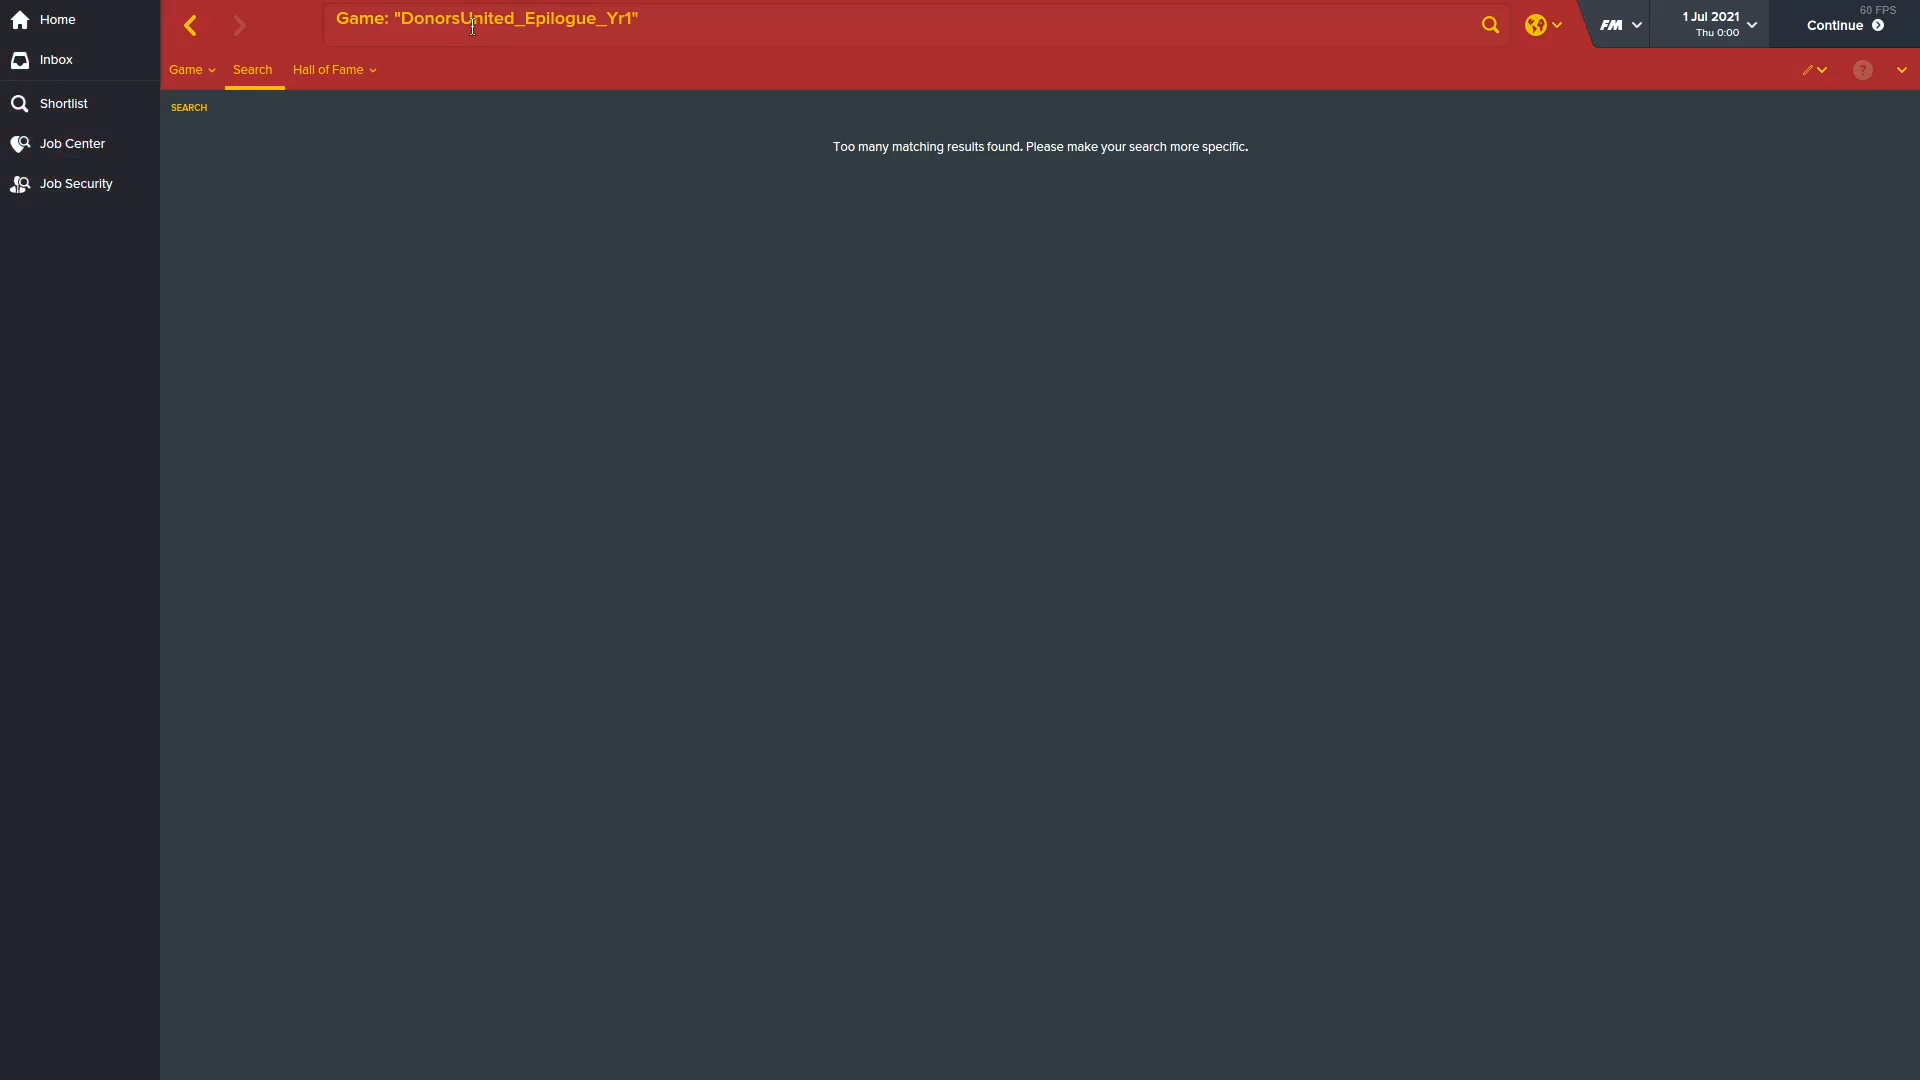 Home
Inbox
Shortlist
Job Center
Job Security
Game: "DonorsUnited_Epilogue_Yr1"
FM
1 Jul 2021
Thu 0:00
60 FPS
Continue
Game
Search
Hall of Fame
?
SEARCH
Too many matching results found. Please make your search more specific.